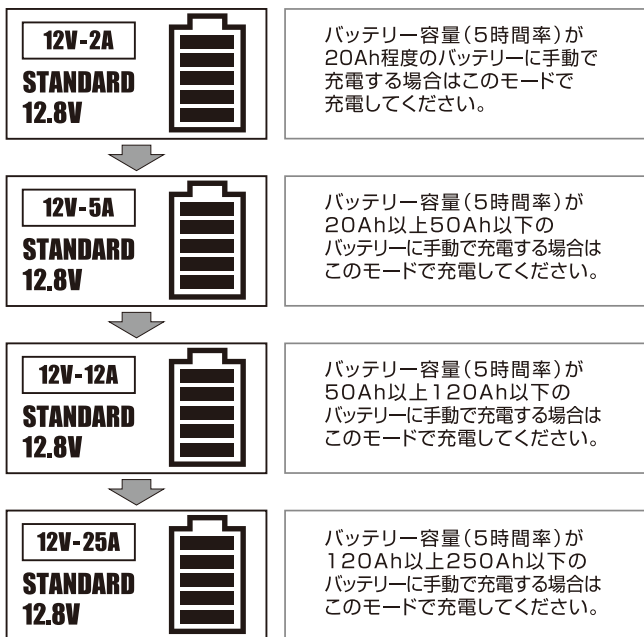 12V-2A
STANDARD
12.8V
バッテリー容量（5時間率）が
20Ah程度のバッテリーに手動で
充電する場合はこのモードで
充電してください。
12V-5A
STANDARD
12.8V
バッテリー容量（5時間率）が
20Ah以上50Ah以下の
バッテリーに手動で充電する場合は
このモードで充電してください。
12V-12A
STANDARD
12.8V
バッテリー容量（5時間率）が
50Ah以上120Ah以下の
バッテリーに手動で充電する場合は
このモードで充電してください。
12V-25A
STANDARD
12.8V
バッテリー容量（5時間率）が
120Ah以上250Ah以下の
バッテリーに手動で充電する場合は
このモードで充電してください。